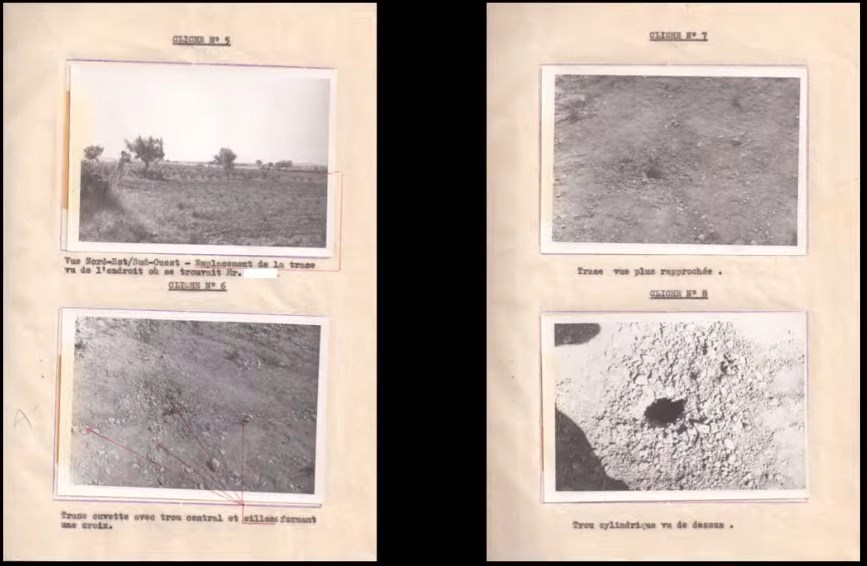 CLICHE N° 5
Vue Nord-Est/Sud-Ouest - Emplacement de la trace
vu de l'endroit où se trouvait Mr.
CLICHE N° 6
Trace cuvette avec trou central et sillons formant
une croix.
CLICHE N° 7
Trace vue plus rapprochée .
CLICHE N° 8
Trou cylindrique vu de dessus .